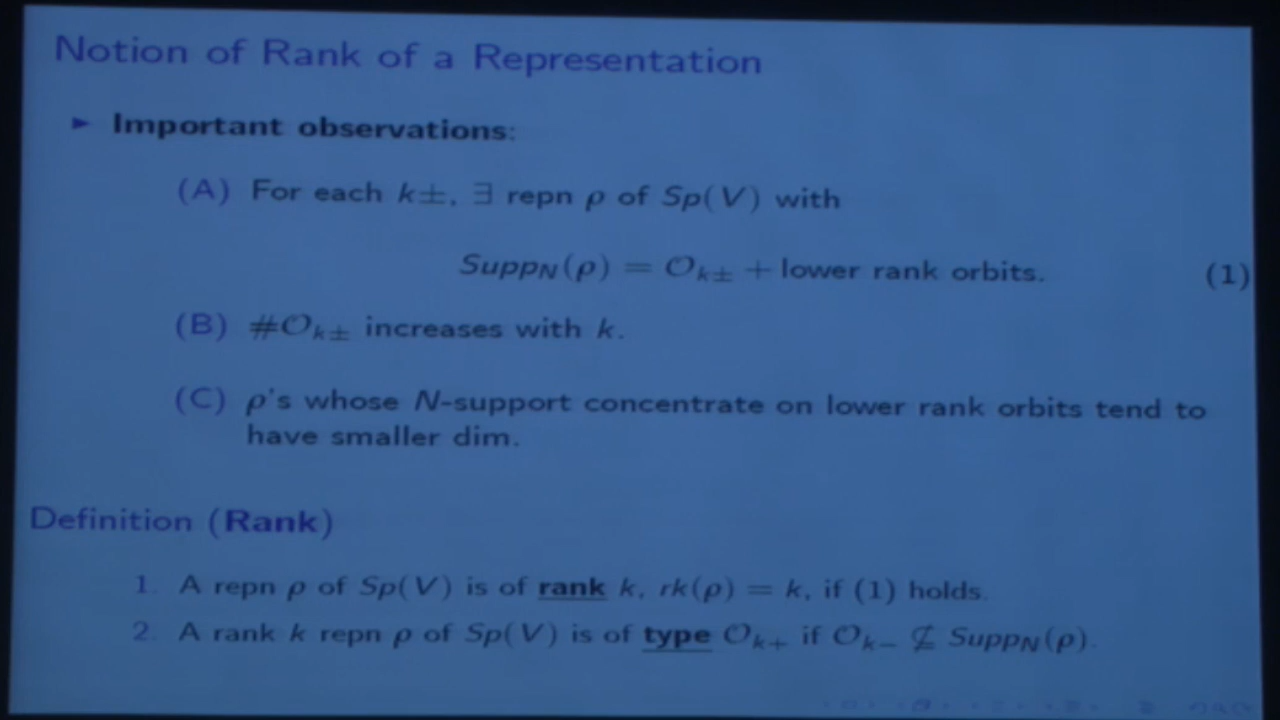 Notion of Rank of a Representation
► Important observations:
(A) For each k±, ∃ repn ρ of Sp(V) with
Supp_N(ρ) = 𝒪_{k±} + lower rank orbits. (1)
(B) #𝒪_{k±} increases with k.
(C) ρ's whose N-support concentrate on lower rank orbits tend to
have smaller dim.
Definition (Rank)
1. A repn ρ of Sp(V) is of rank k, rk(ρ) = k, if (1) holds.
2. A rank k repn ρ of Sp(V) is of type 𝒪_{k+} if 𝒪_{k−} ⊈ Supp_N(ρ).